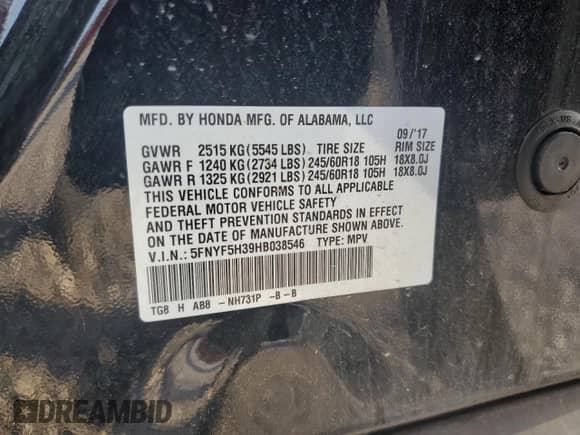 MFD. BY HONDA MFG. OF ALABAMA, LLC
09/'17
GVWR 2515 KG (5545 LBS) TIRE SIZE RIM SIZE
GAWR F 1240 KG (2734 LBS) 245/60R18 105H 18X8.0J
GAWR R 1325 KG (2921 LBS) 245/60R18 105H 18X8.0J
THIS VEHICLE CONFORMS TO ALL APPLICABLE
FEDERAL MOTOR VEHICLE SAFETY
AND THEFT PREVENTION STANDARDS IN EFFECT
ON THE DATE OF MANUFACTURE SHOWN ABOVE.
V.I.N.: 5FNYF5H39HB038546 TYPE: MPV
TG8 H AB8 - NH731P -B - B
DREAMBID